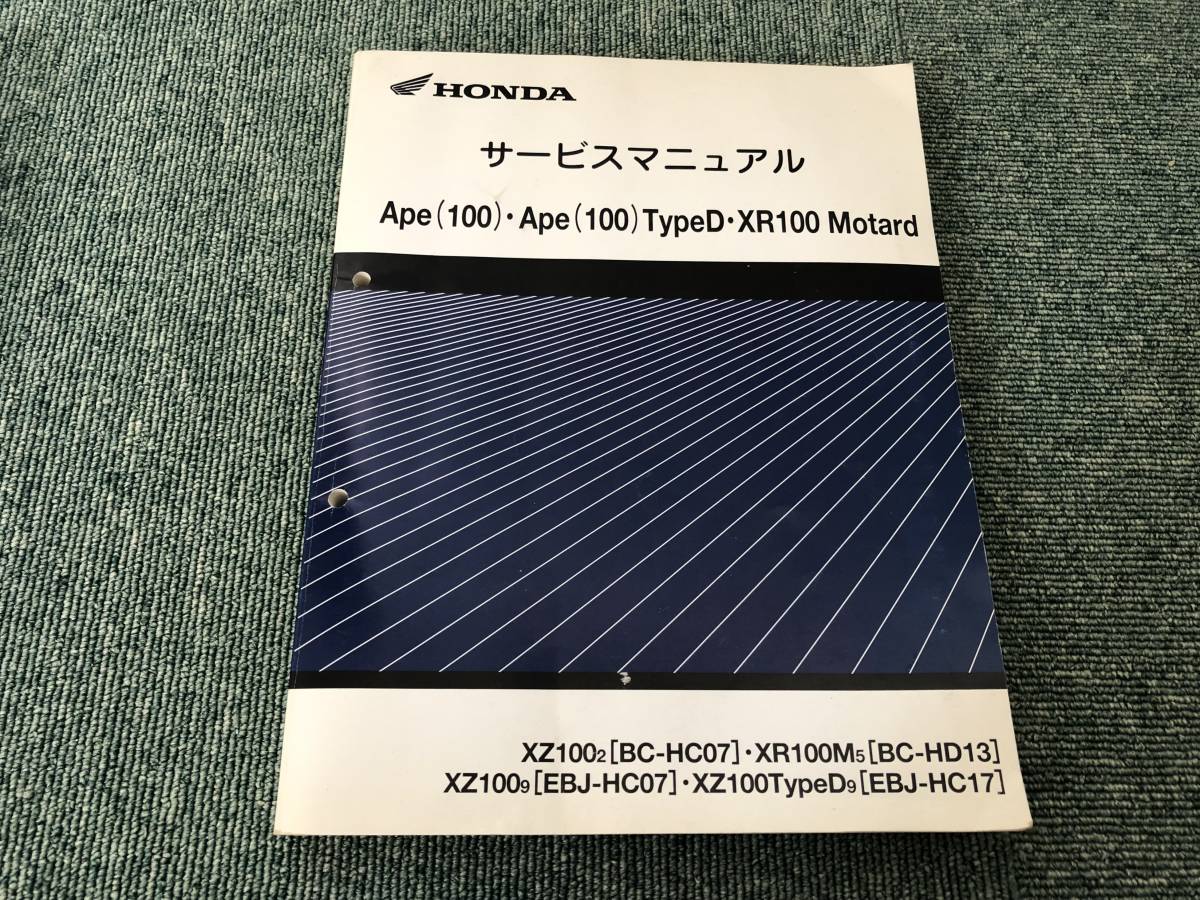 HONDA
サービスマニュアル
Ape(100)・Ape(100)TypeD・XR100 Motard
XZ1002[BC-HC07]・XR100M5[BC-HD13]
XZ1009[EBJ-HC07]・XZ100TypeD9[EBJ-HC17]